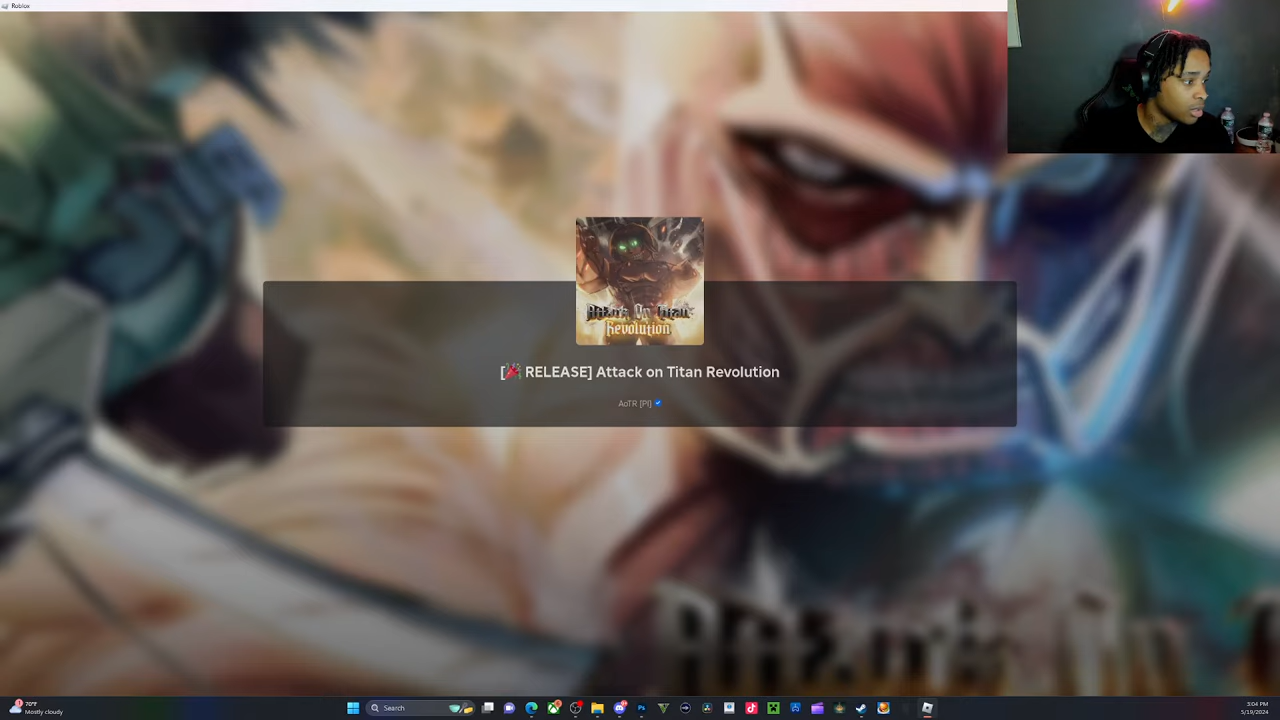 Roblox
Attack On Titan
Revolution
[🎉 RELEASE] Attack on Titan Revolution
AoTR [PI]
70°F
Mostly cloudy
Search
3:04 PM
5/19/2024